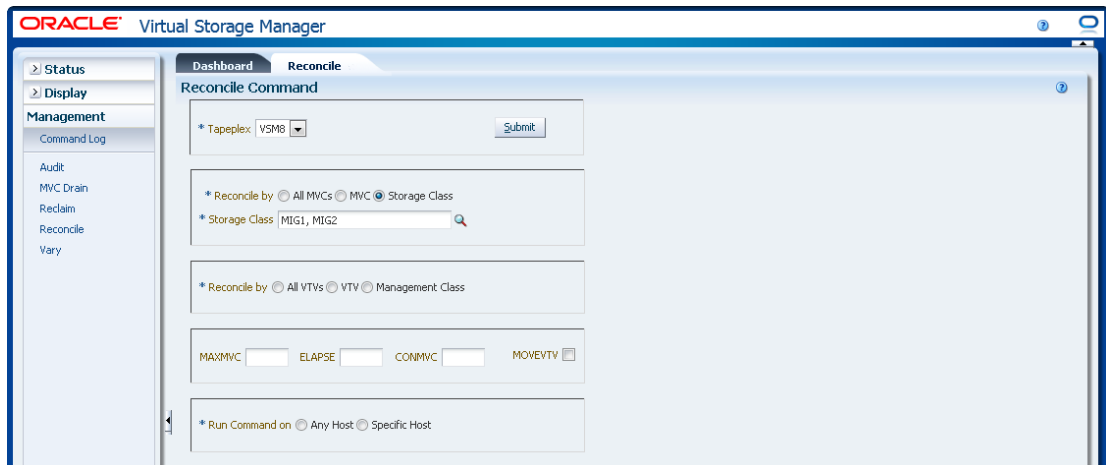 ORACLE® Virtual Storage Manager
Status
Display
Management
Command Log
Audit
MVC Drain
Reclaim
Reconcile
Vary
Dashboard Reconcile
Reconcile Command
* Tapeplex VSM8 Submit
* Reconcile by All MVCs MVC Storage Class
* Storage Class MIG1, MIG2
* Reconcile by All VTVs VTV Management Class
MAXMVC ELAPSE CONMVC MOVEVTV
* Run Command on Any Host Specific Host